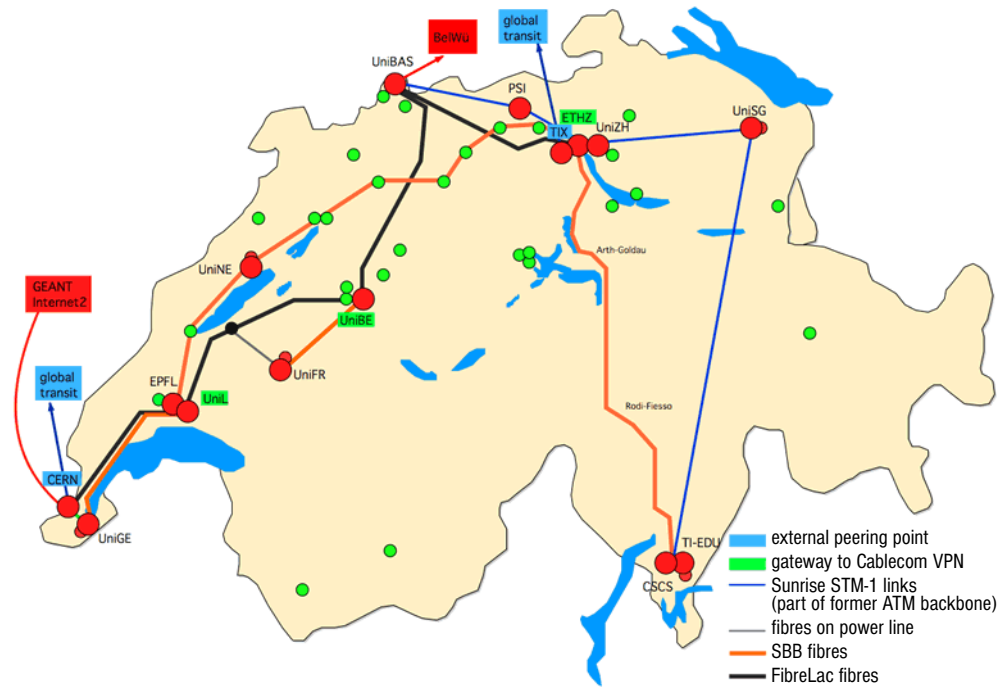 BelWü
global
transit
UniBAS
PSI
ETHZ
UniZH
TIX
UniSG
UniNE
Arth-Goldau
GEANT
Internet2
UniBE
UniFR
global
transit
EPFL
UniL
Rodi-Fiesso
CERN
UniGE
TI-EDU
CSCS
external peering point
gateway to Cablecom VPN
Sunrise STM-1 links
(part of former ATM backbone)
fibres on power line
SBB fibres
FibreLac fibres